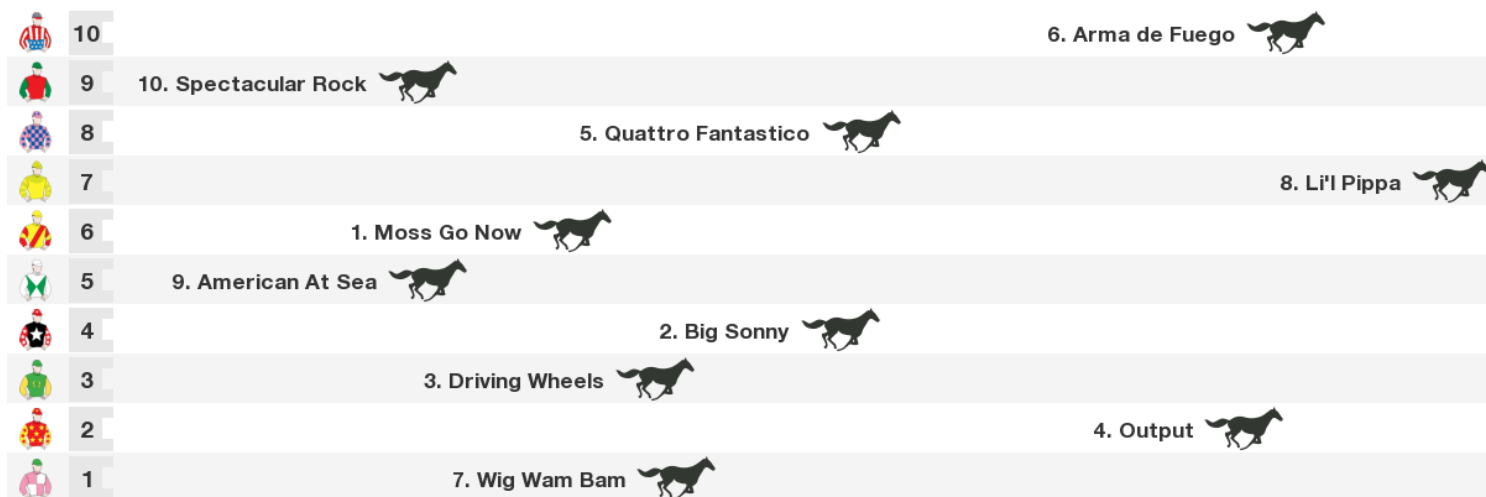 10 6. Arma de Fuego
9 10. Spectacular Rock
8 5. Quattro Fantastico
7 8. Li'l Pippa
6 1. Moss Go Now
5 9. American At Sea
4 2. Big Sonny
3 3. Driving Wheels
2 4. Output
1 7. Wig Wam Bam